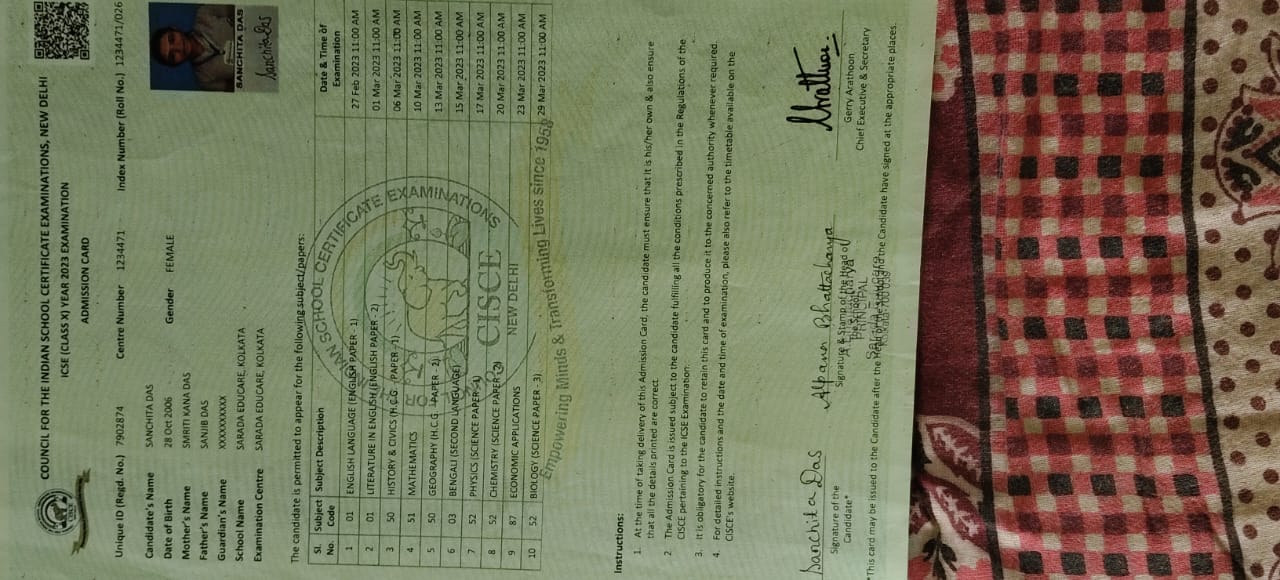 COUNCIL FOR THE INDIAN SCHOOL CERTIFICATE EXAMINATIONS, NEW DELHI
ICSE (CLASS X) YEAR 2023 EXAMINATION
ADMISSION CARD
Unique ID (Regd. No.) 7902874 Centre Number 1234471 Index Number (Roll No.) 1234471/026
Candidate's Name SANCHITA DAS
Date of Birth 28 Oct 2006 Gender FEMALE
Mother's Name SMRITI KANA DAS
Father's Name SANJIB DAS
Guardian's Name XXXXXXXXXX
School Name SARADA EDUCARE, KOLKATA
Examination Centre SARADA EDUCARE, KOLKATA
SANCHITA DAS
Sanchita Das
The candidate is permitted to appear for the following subject/papers:
Sl. No. Subject Code Subject Description Date & Time of Examination
1 01 ENGLISH LANGUAGE (ENGLISH PAPER - 1) 27 Feb 2023 11:00 AM
2 01 LITERATURE IN ENGLISH (ENGLISH PAPER - 2) 01 Mar 2023 11:00 AM
3 50 HISTORY & CIVICS (H.C.G. - PAPER - 1) 06 Mar 2023 11:00 AM
4 51 MATHEMATICS 10 Mar 2023 11:00 AM
5 50 GEOGRAPHY (H.C.G. - PAPER - 2) 13 Mar 2023 11:00 AM
6 03 BENGALI (SECOND LANGUAGE) 15 Mar 2023 11:00 AM
7 52 PHYSICS (SCIENCE PAPER - 1) 17 Mar 2023 11:00 AM
8 52 CHEMISTRY (SCIENCE PAPER - 2) 20 Mar 2023 11:00 AM
9 87 ECONOMIC APPLICATIONS 23 Mar 2023 11:00 AM
10 52 BIOLOGY (SCIENCE PAPER - 3) 29 Mar 2023 11:00 AM
INDIAN SCHOOL CERTIFICATE EXAMINATIONS
CISCE
NEW DELHI
Empowering Minds & Transforming Lives since 1958
Instructions:
1. At the time of taking delivery of this Admission Card, the candidate must ensure that it is his/her own & also ensure
that all the details printed are correct.
2 The Admission Card is issued subject to the candidate fulfilling all the conditions prescribed in the Regulations of the
CISCE pertaining to the ICSE Examination.
3. It is obligatory for the candidate to retain this card and to produce it to the concerned authority whenever required.
4. For detailed instructions and the date and time of examination, please also refer to the timetable available on the
CISCE's website.
Sanchita Das
Signature of the
Candidate*
Alpana Bhattacharya
Signature & Stamp of the Head of
PRINCIPAL
Gerry Arathoon
Chief Executive & Secretary
*This card may be issued to the Candidate after the Head of the School and the Candidate have signed at the appropriate places.